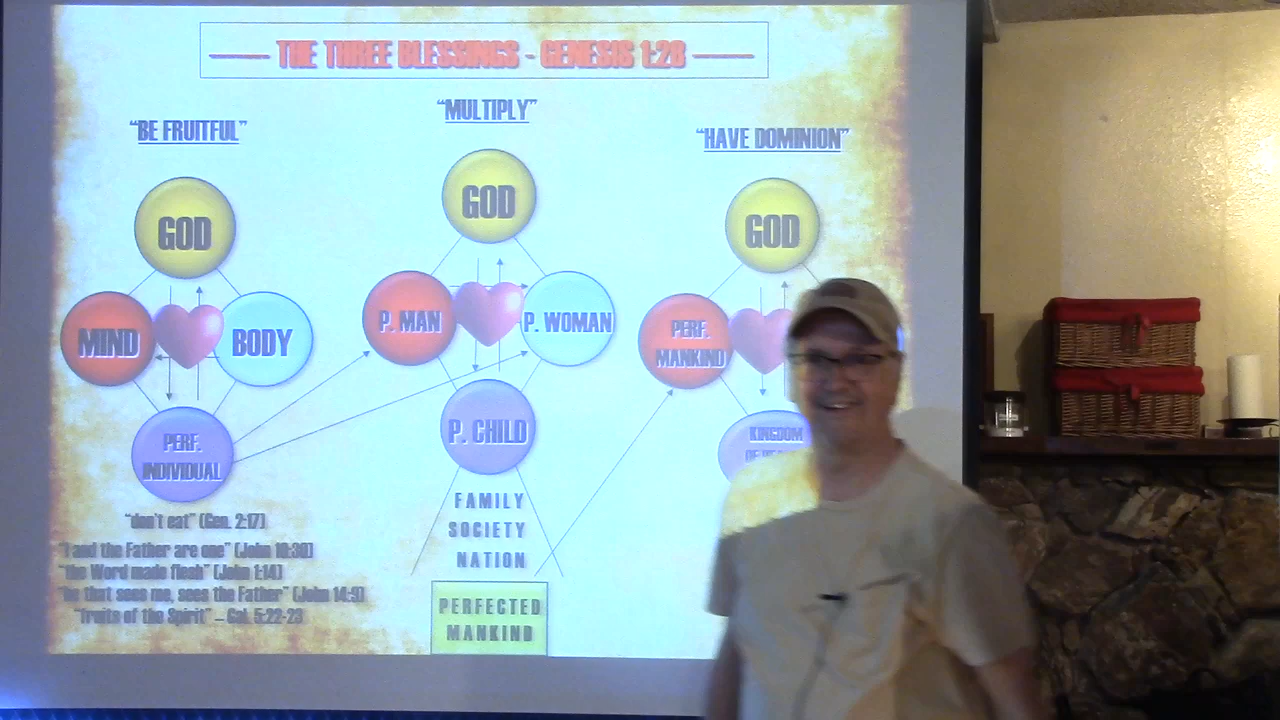 THE THREE BLESSINGS - GENESIS 1:28
"BE FRUITFUL"
GOD
MIND
BODY
PERF.
INDIVIDUAL
"don't eat" (Gen. 2:17)
"I and the Father are one" (John 10:30)
"the Word made flesh" (John 1:14)
"he that sees me, sees the Father" (John 14:9)
"fruits of the Spirit" – Gal. 5:22-23
"MULTIPLY"
GOD
P. MAN
P. WOMAN
P. CHILD
FAMILY
SOCIETY
NATION
PERFECTED
MANKIND
"HAVE DOMINION"
GOD
PERF.
MANKIND
KINGDOM
OF